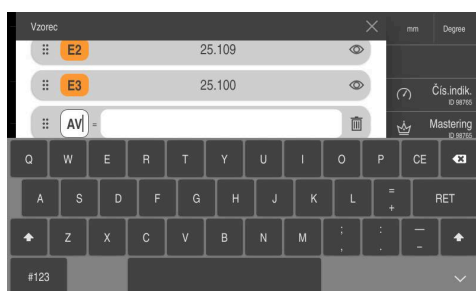 Vzorec
mm Degree
E2 25.109
E3 25.100
Čís.indik.
ID 98765
AV =
Mastering
ID 98765
Q W E R T Y U I O P CE
A S D F G H J K L = + RET
Z X C V B N M ; , : . — -
#123